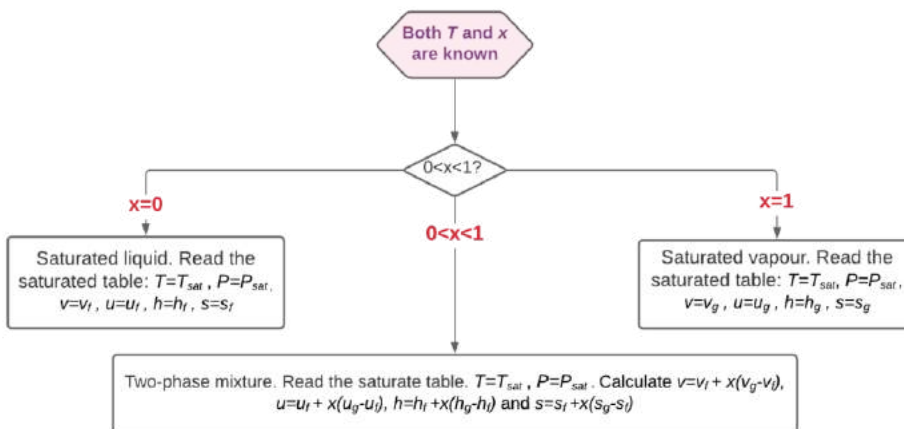 Both T and x
are known
0<x<1?
x=0
x=1
0<x<1
Saturated liquid. Read the
saturated table: T=Tsat , P=Psat ,
v=vf , u=uf , h=hf , s=sf
Saturated vapour. Read the
saturated table: T=Tsat, P=Psat ,
v=vg , u=ug , h=hg , s=sg
Two-phase mixture. Read the saturate table. T=Tsat , P=Psat . Calculate v=vf + x(vg-vf),
u=uf + x(ug-uf), h=hf +x(hg-hf) and s=sf +x(sg-sf)